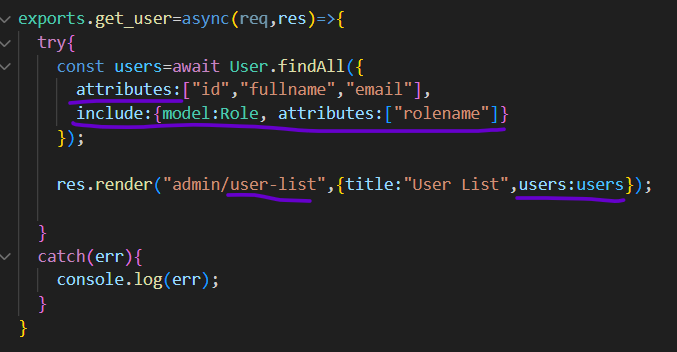 exports.get_user=async(req,res)=>{
try{
const users=await User.findAll({
attributes:["id","fullname","email"],
include:{model:Role, attributes:["rolename"]}
});
res.render("admin/user-list",{title:"User List",users:users});
}
catch(err){
console.log(err);
}
}